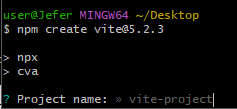 user@Jefer MINGW64 ~/Desktop
$ npm create vite@5.2.3
> npx
> cva
? Project name: » vite-project